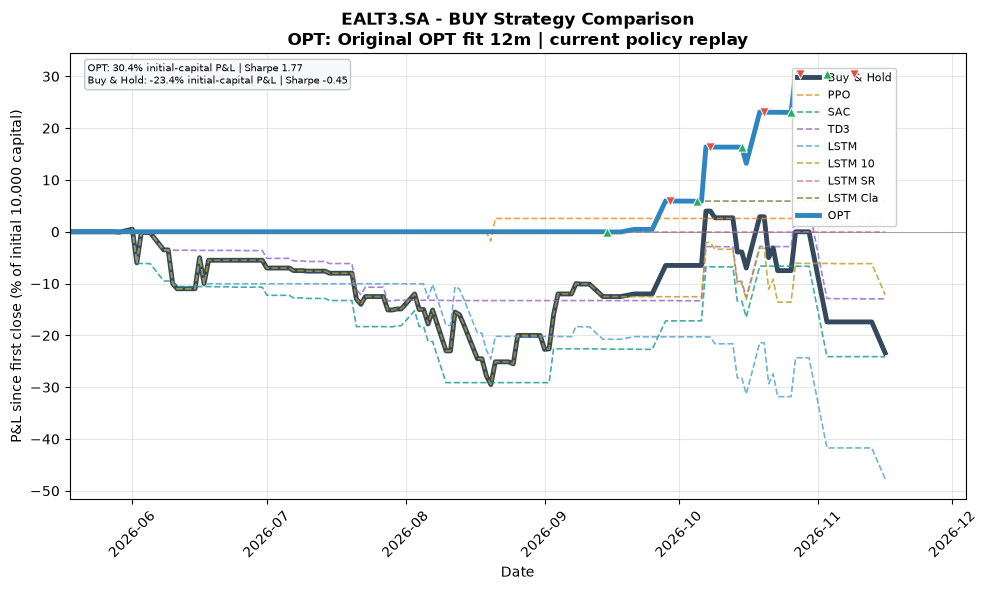 EALT3.SA - BUY Strategy Comparison
OPT: Original OPT fit 12m | current policy replay
OPT: 30.4% initial-capital P&L | Sharpe 1.77
Buy & Hold: -23.4% initial-capital P&L | Sharpe -0.45
Buy & Hold
PPO
SAC
TD3
LSTM
LSTM 10
LSTM SR
LSTM Cla
OPT
P&L since first close (% of initial 10,000 capital)
30
20
10
0
−10
−20
−30
−40
−50
2026-06
2026-07
2026-08
2026-09
2026-10
2026-11
2026-12
Date